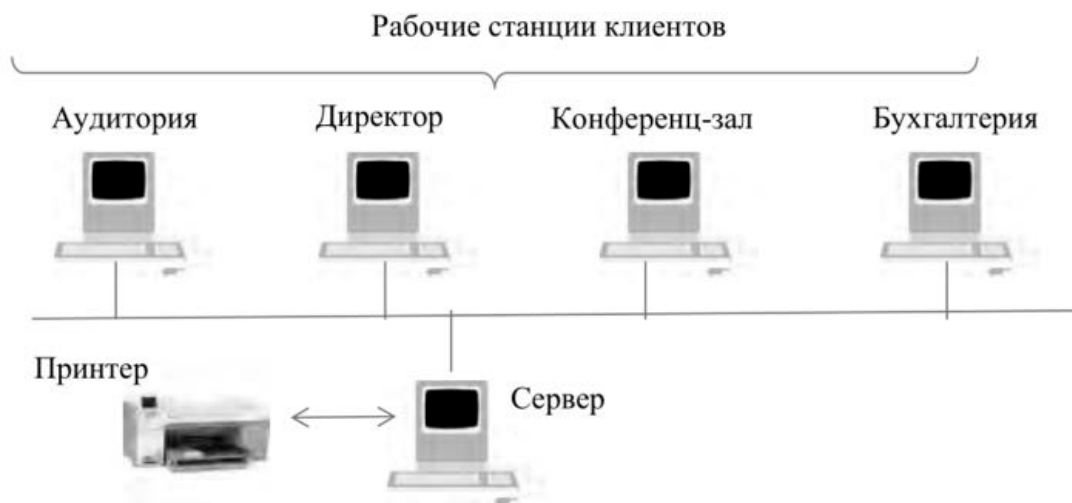 Рабочие станции клиентов
Аудитория
Директор
Конференц-зал
Бухгалтерия
Принтер
Сервер